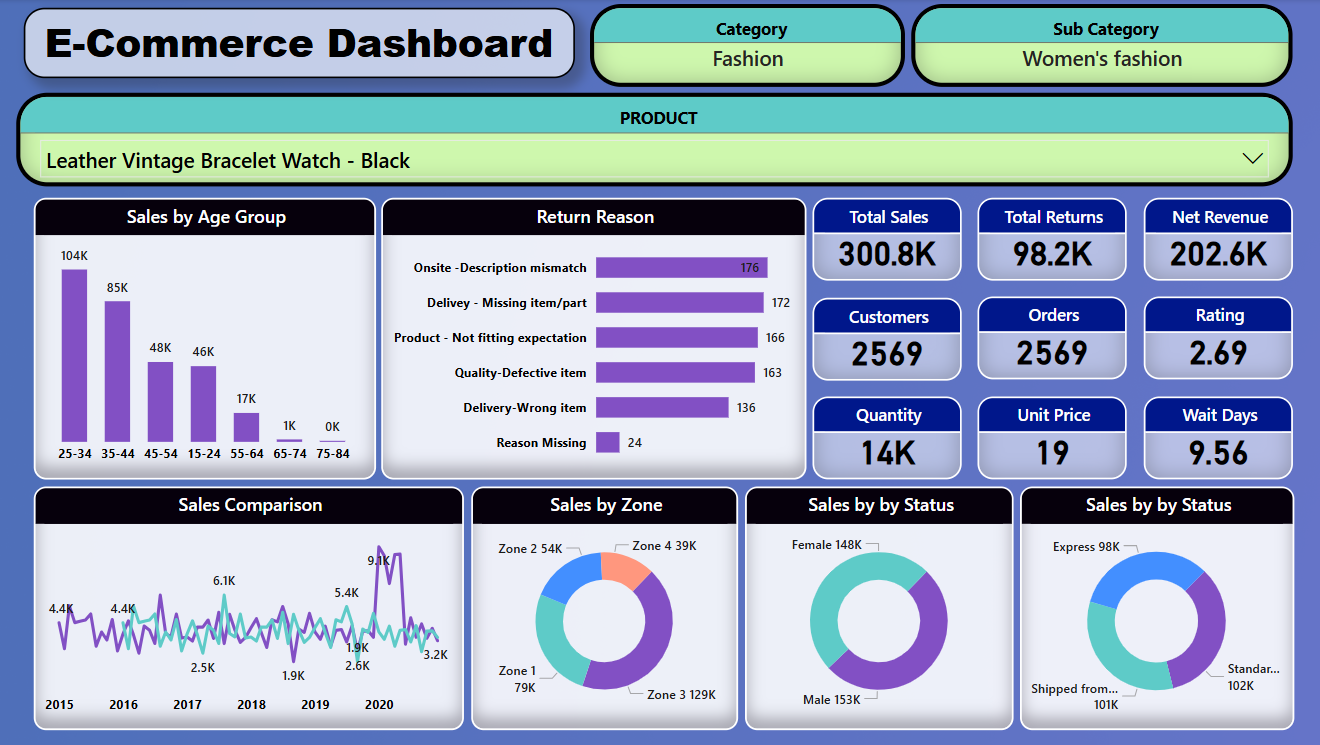 E-Commerce Dashboard
Category
Fashion
Sub Category
Women's fashion
PRODUCT
Leather Vintage Bracelet Watch - Black
Sales by Age Group
104K
85K
48K
46K
17K
1K
0K
25-34 35-44 45-54 15-24 55-64 65-74 75-84
Return Reason
Onsite -Description mismatch 176
Delivey - Missing item/part 172
Product - Not fitting expectation 166
Quality-Defective item 163
Delivery-Wrong item 136
Reason Missing 24
Total Sales
300.8K
Total Returns
98.2K
Net Revenue
202.6K
Customers
2569
Orders
2569
Rating
2.69
Quantity
14K
Unit Price
19
Wait Days
9.56
Sales Comparison
4.4K
4.4K
6.1K
2.5K
1.9K
5.4K
1.9K
2.6K
9.1K
3.2K
2015 2016 2017 2018 2019 2020
Sales by Zone
Zone 2 54K
Zone 4 39K
Zone 1
79K
Zone 3 129K
Sales by by Status
Female 148K
Male 153K
Sales by by Status
Express 98K
Standar...
102K
Shipped from...
101K